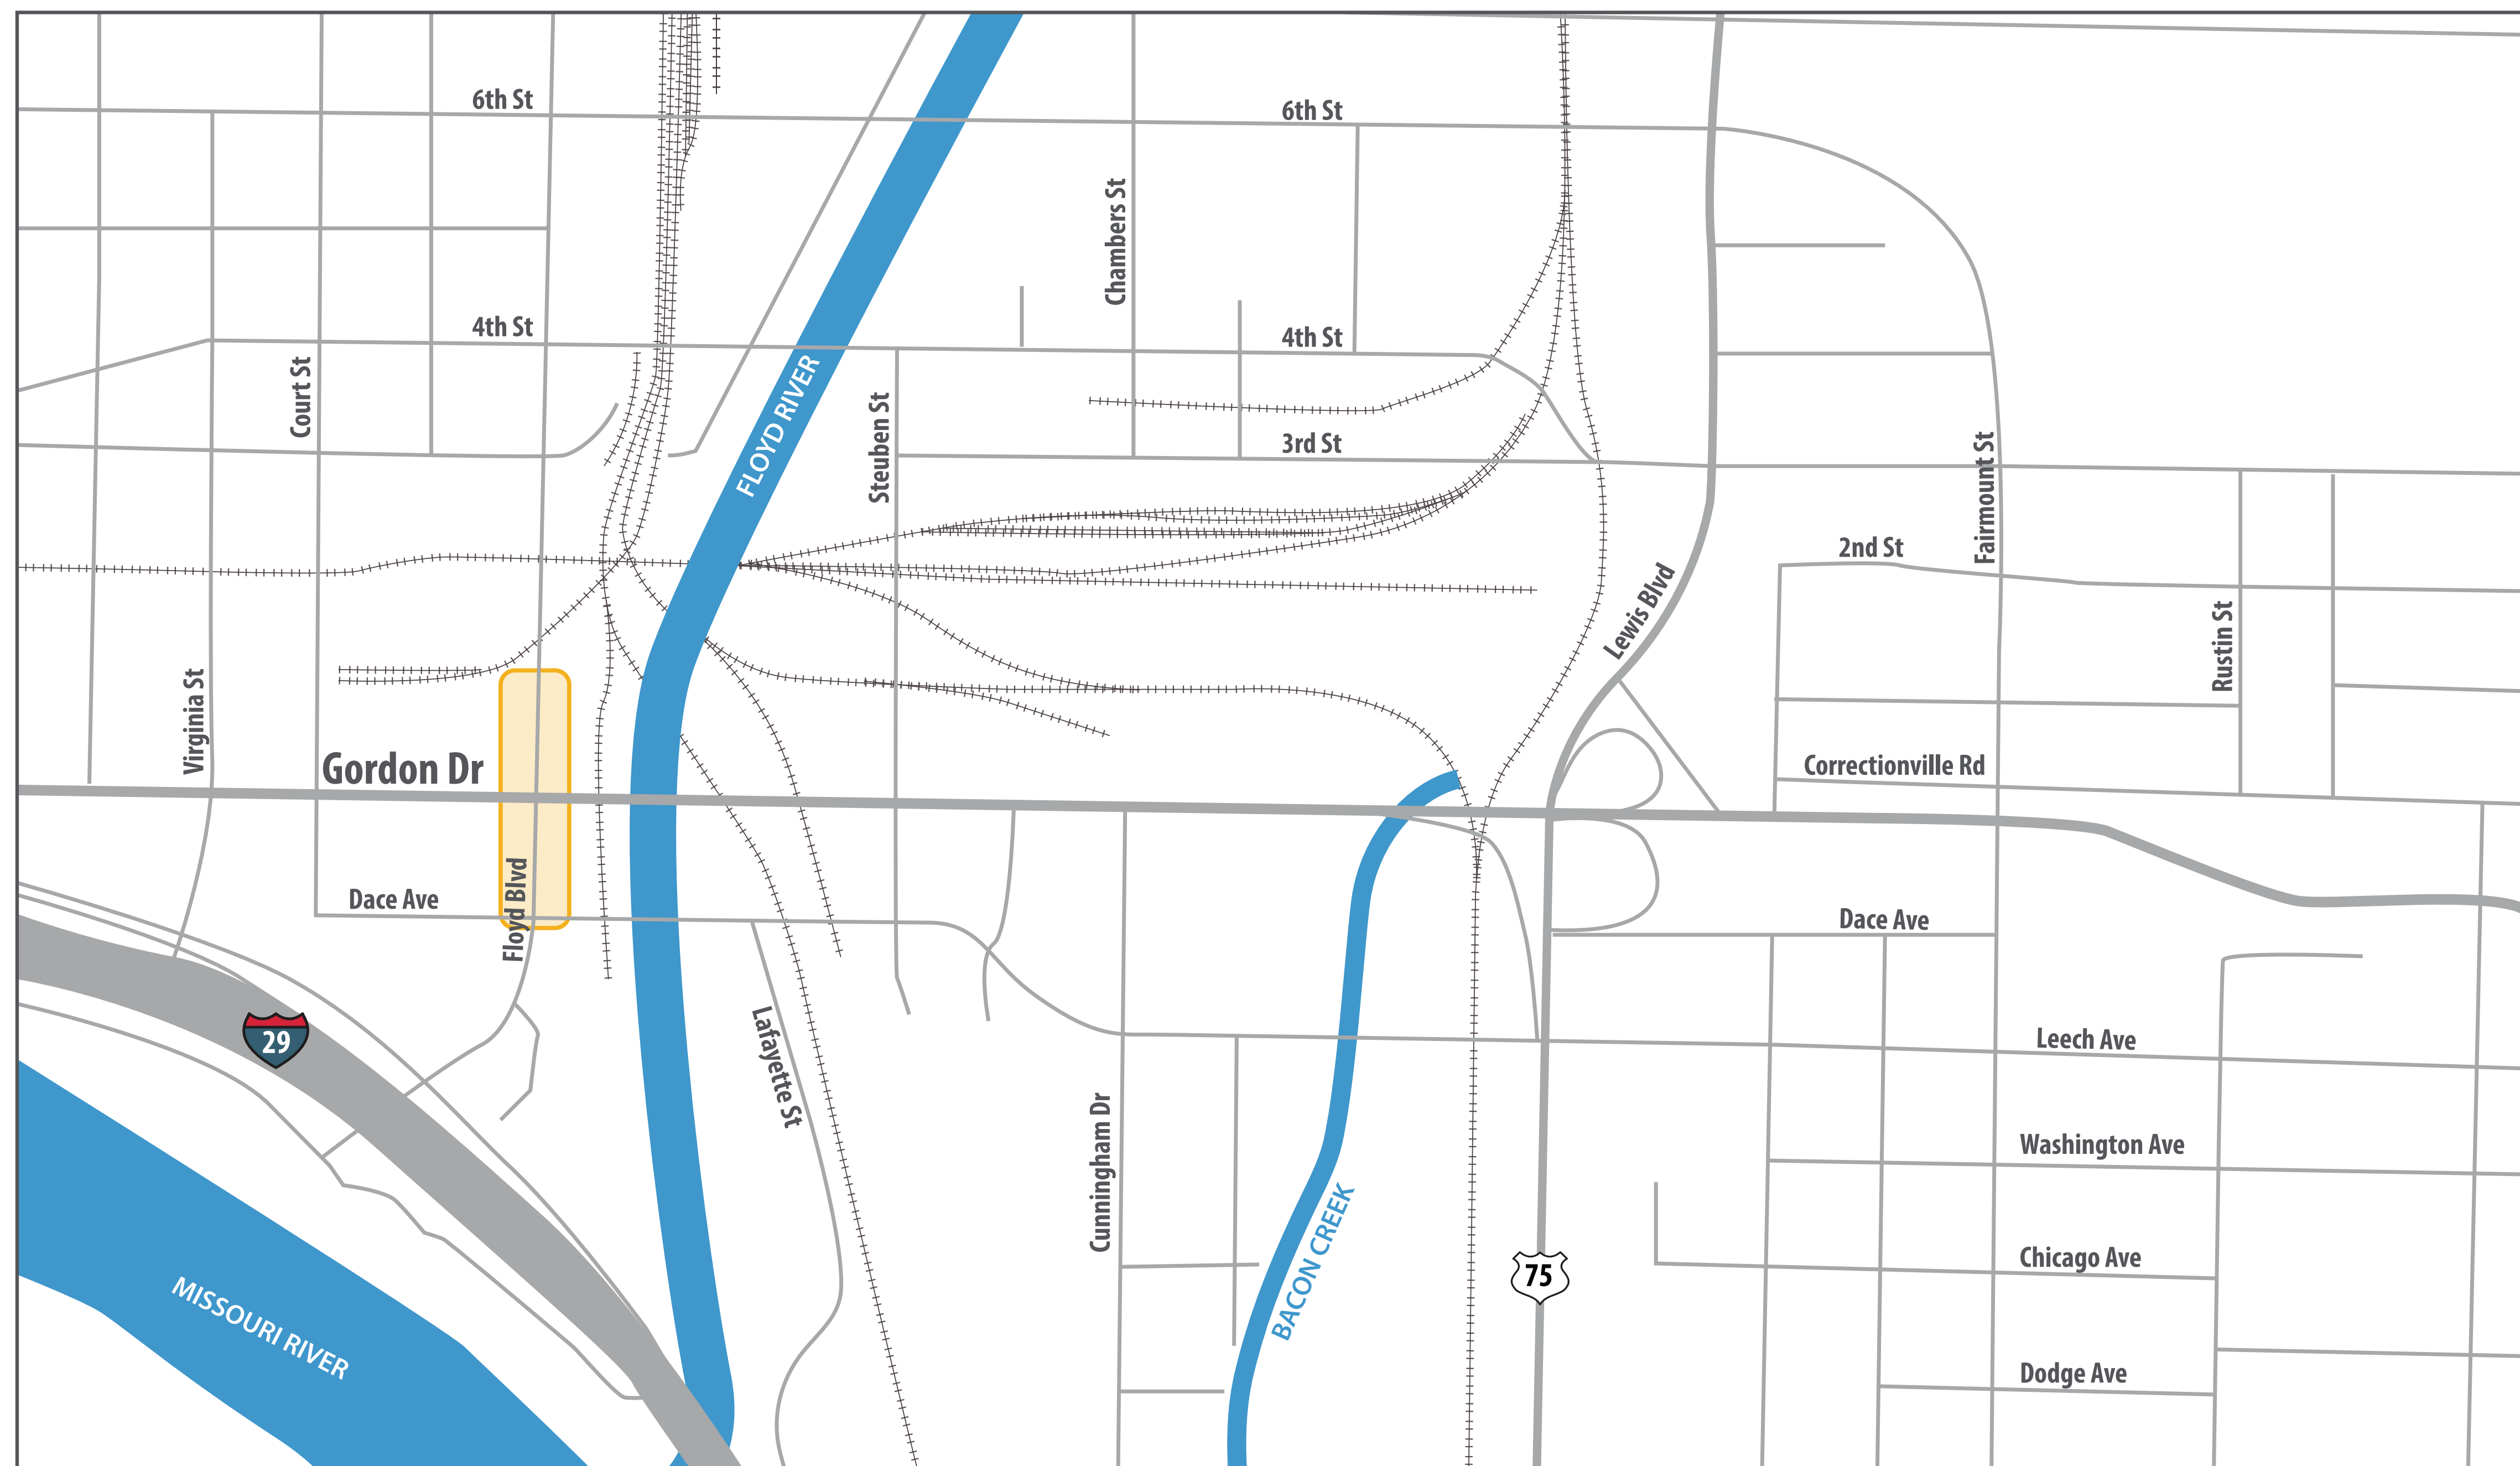 6th St
6th St
Chambers St
4th St
4th St
Court St
FLOYD RIVER
Steuben St
3rd St
Fairmount St
2nd St
Lewis Blvd
Rustin St
Virginia St
Gordon Dr
Correctionville Rd
Floyd Blvd
Dace Ave
Dace Ave
29
Lafayette St
Leech Ave
Cunningham Dr
Washington Ave
BACON CREEK
75
Chicago Ave
MISSOURI RIVER
Dodge Ave